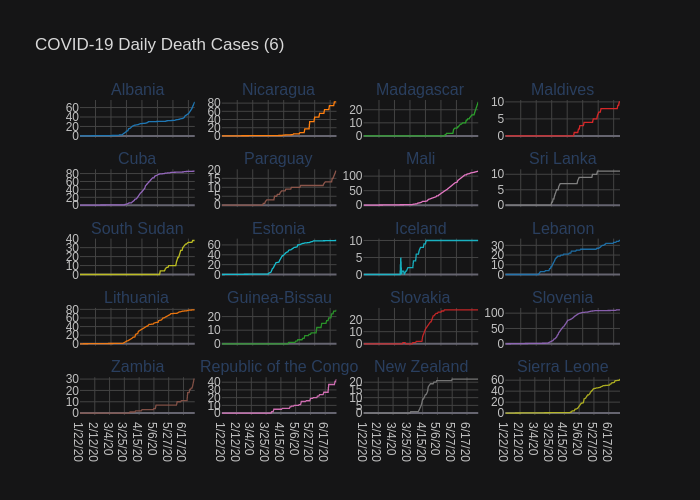 COVID-19 Daily Death Cases (6)
Albania Nicaragua Madagascar Maldives
60 40 20 0 80 60 40 20 0 20 10 0 10 5 0
Cuba Paraguay Mali Sri Lanka
80 60 40 20 0 20 15 10 5 0 100 50 0 10 5 0
South Sudan Estonia Iceland Lebanon
40 30 20 10 0 60 40 20 0 10 5 0 30 20 10 0
Lithuania Guinea-Bissau Slovakia Slovenia
80 60 40 20 0 20 10 0 20 10 0 100 50 0
Zambia Republic of the Congo New Zealand Sierra Leone
30 20 10 0 40 30 20 10 0 20 15 10 5 0 60 40 20 0
1/22/20 2/12/20 3/4/20 3/25/20 4/15/20 5/6/20 5/27/20 6/17/20 1/22/20 2/12/20 3/4/20 3/25/20 4/15/20 5/6/20 5/27/20 6/17/20 1/22/20 2/12/20 3/4/20 3/25/20 4/15/20 5/6/20 5/27/20 6/17/20 1/22/20 2/12/20 3/4/20 3/25/20 4/15/20 5/6/20 5/27/20 6/17/20